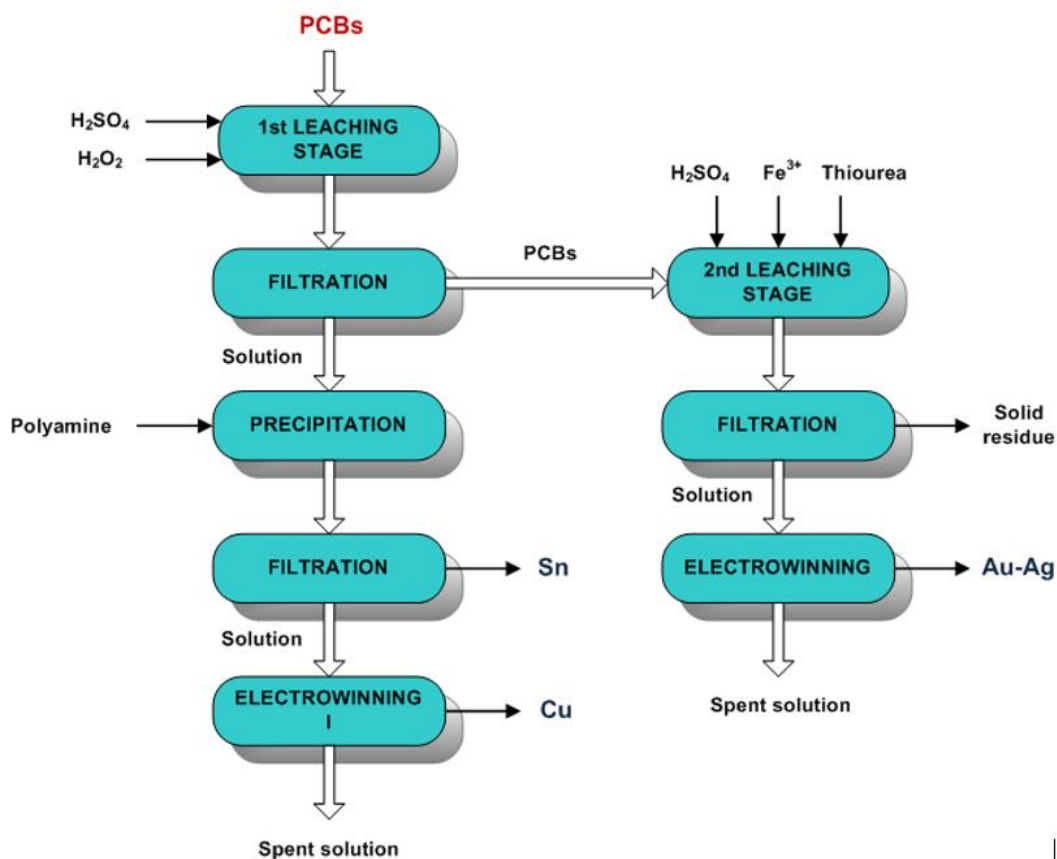 PCBs
H₂SO₄
H₂O₂
1st LEACHING
STAGE
H₂SO₄ Fe³⁺ Thiourea
FILTRATION
PCBs
2nd LEACHING
STAGE
Solution
Polyamine
PRECIPITATION
FILTRATION
Solid
residue
Solution
FILTRATION
Sn
ELECTROWINNING
Au-Ag
Solution
ELECTROWINNING
I
Cu
Spent solution
Spent solution